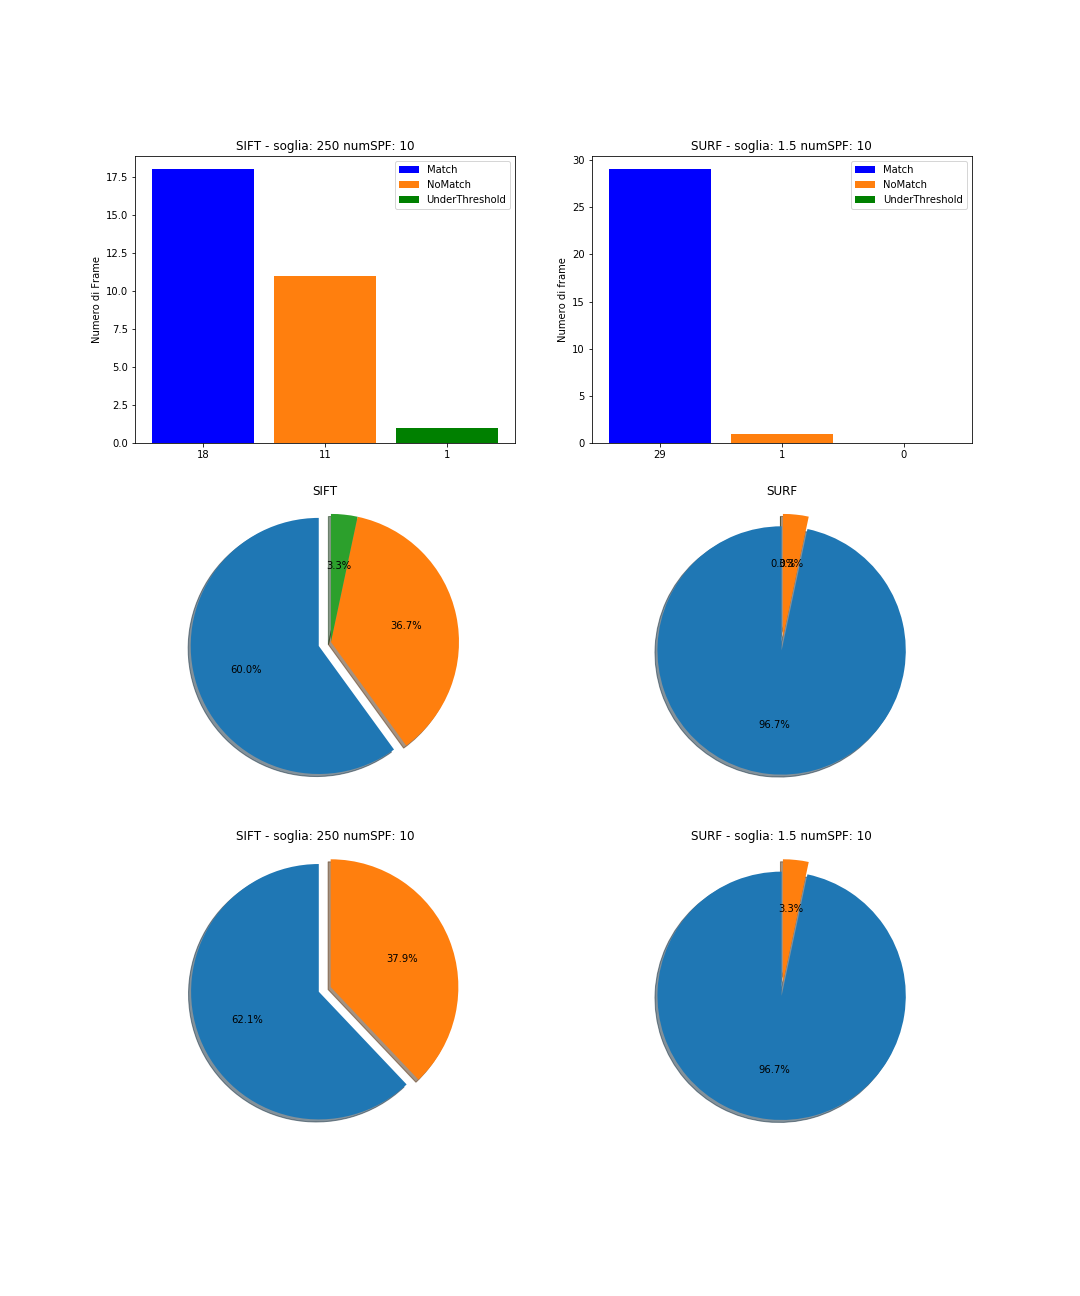 SIFT - soglia: 250 numSPF: 10
Numero di Frame
17.5
15.0
12.5
10.0
7.5
5.0
2.5
0.0
Match
NoMatch
UnderThreshold
18
11
1
SURF - soglia: 1.5 numSPF: 10
Numero di frame
30
25
20
15
10
5
0
Match
NoMatch
UnderThreshold
29
1
0
SIFT
3.3%
36.7%
60.0%
SURF
0.0%
3.3%
96.7%
SIFT - soglia: 250 numSPF: 10
37.9%
62.1%
SURF - soglia: 1.5 numSPF: 10
3.3%
96.7%